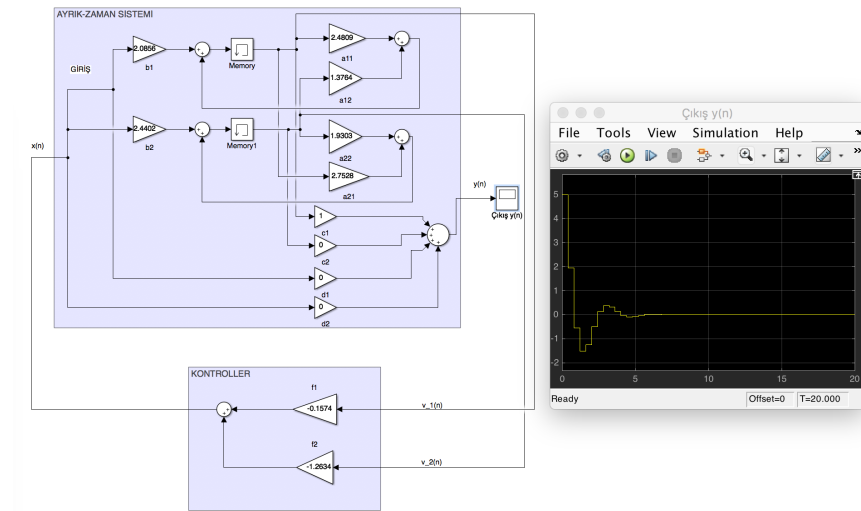 AYRIK-ZAMAN SİSTEMİ
GİRİŞ
x(n)
2.0856
b1
Memory
2.4809
a11
1.3764
a12
2.4402
b2
Memory1
1.9303
a22
2.7528
a21
1
c1
0
c2
0
d1
0
d2
y(n)
Çıkış y(n)
KONTROLLER
f1
-0.1574
v_1(n)
f2
-1.2634
v_2(n)
Çıkış y(n)
File Tools View Simulation Help
5
4
3
2
1
0
-1
-2
0 5 10 15 20
Ready Offset=0 T=20.000